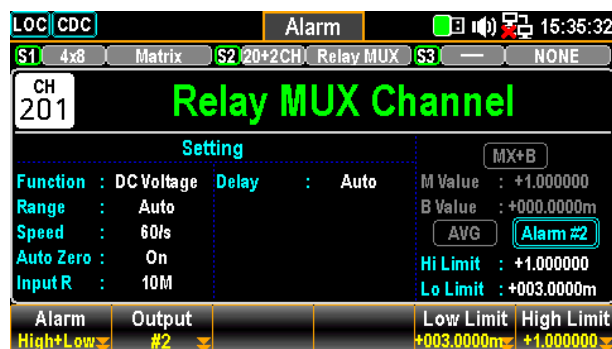 LOC CDC Alarm 15:35:32
S1 4x8 Matrix S2 20+2CH Relay MUX S3 — NONE
CH
201
Relay MUX Channel
Setting
MX+B
Function : DC Voltage Delay : Auto M Value : +1.000000
Range : Auto B Value : +000.0000m
Speed : 60/s AVG Alarm #2
Auto Zero : On Hi Limit : +1.000000
Input R : 10M Lo Limit : +003.0000m
Alarm Output Low Limit High Limit
High+Low #2 +003.0000m +1.000000